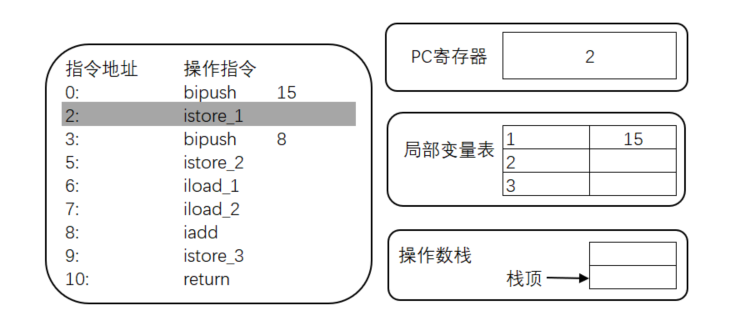 指令地址 操作指令
0: bipush 15
2: istore_1
3: bipush 8
5: istore_2
6: iload_1
7: iload_2
8: iadd
9: istore_3
10: return
PC寄存器 2
局部变量表
1 15
2
3
操作数栈
栈顶